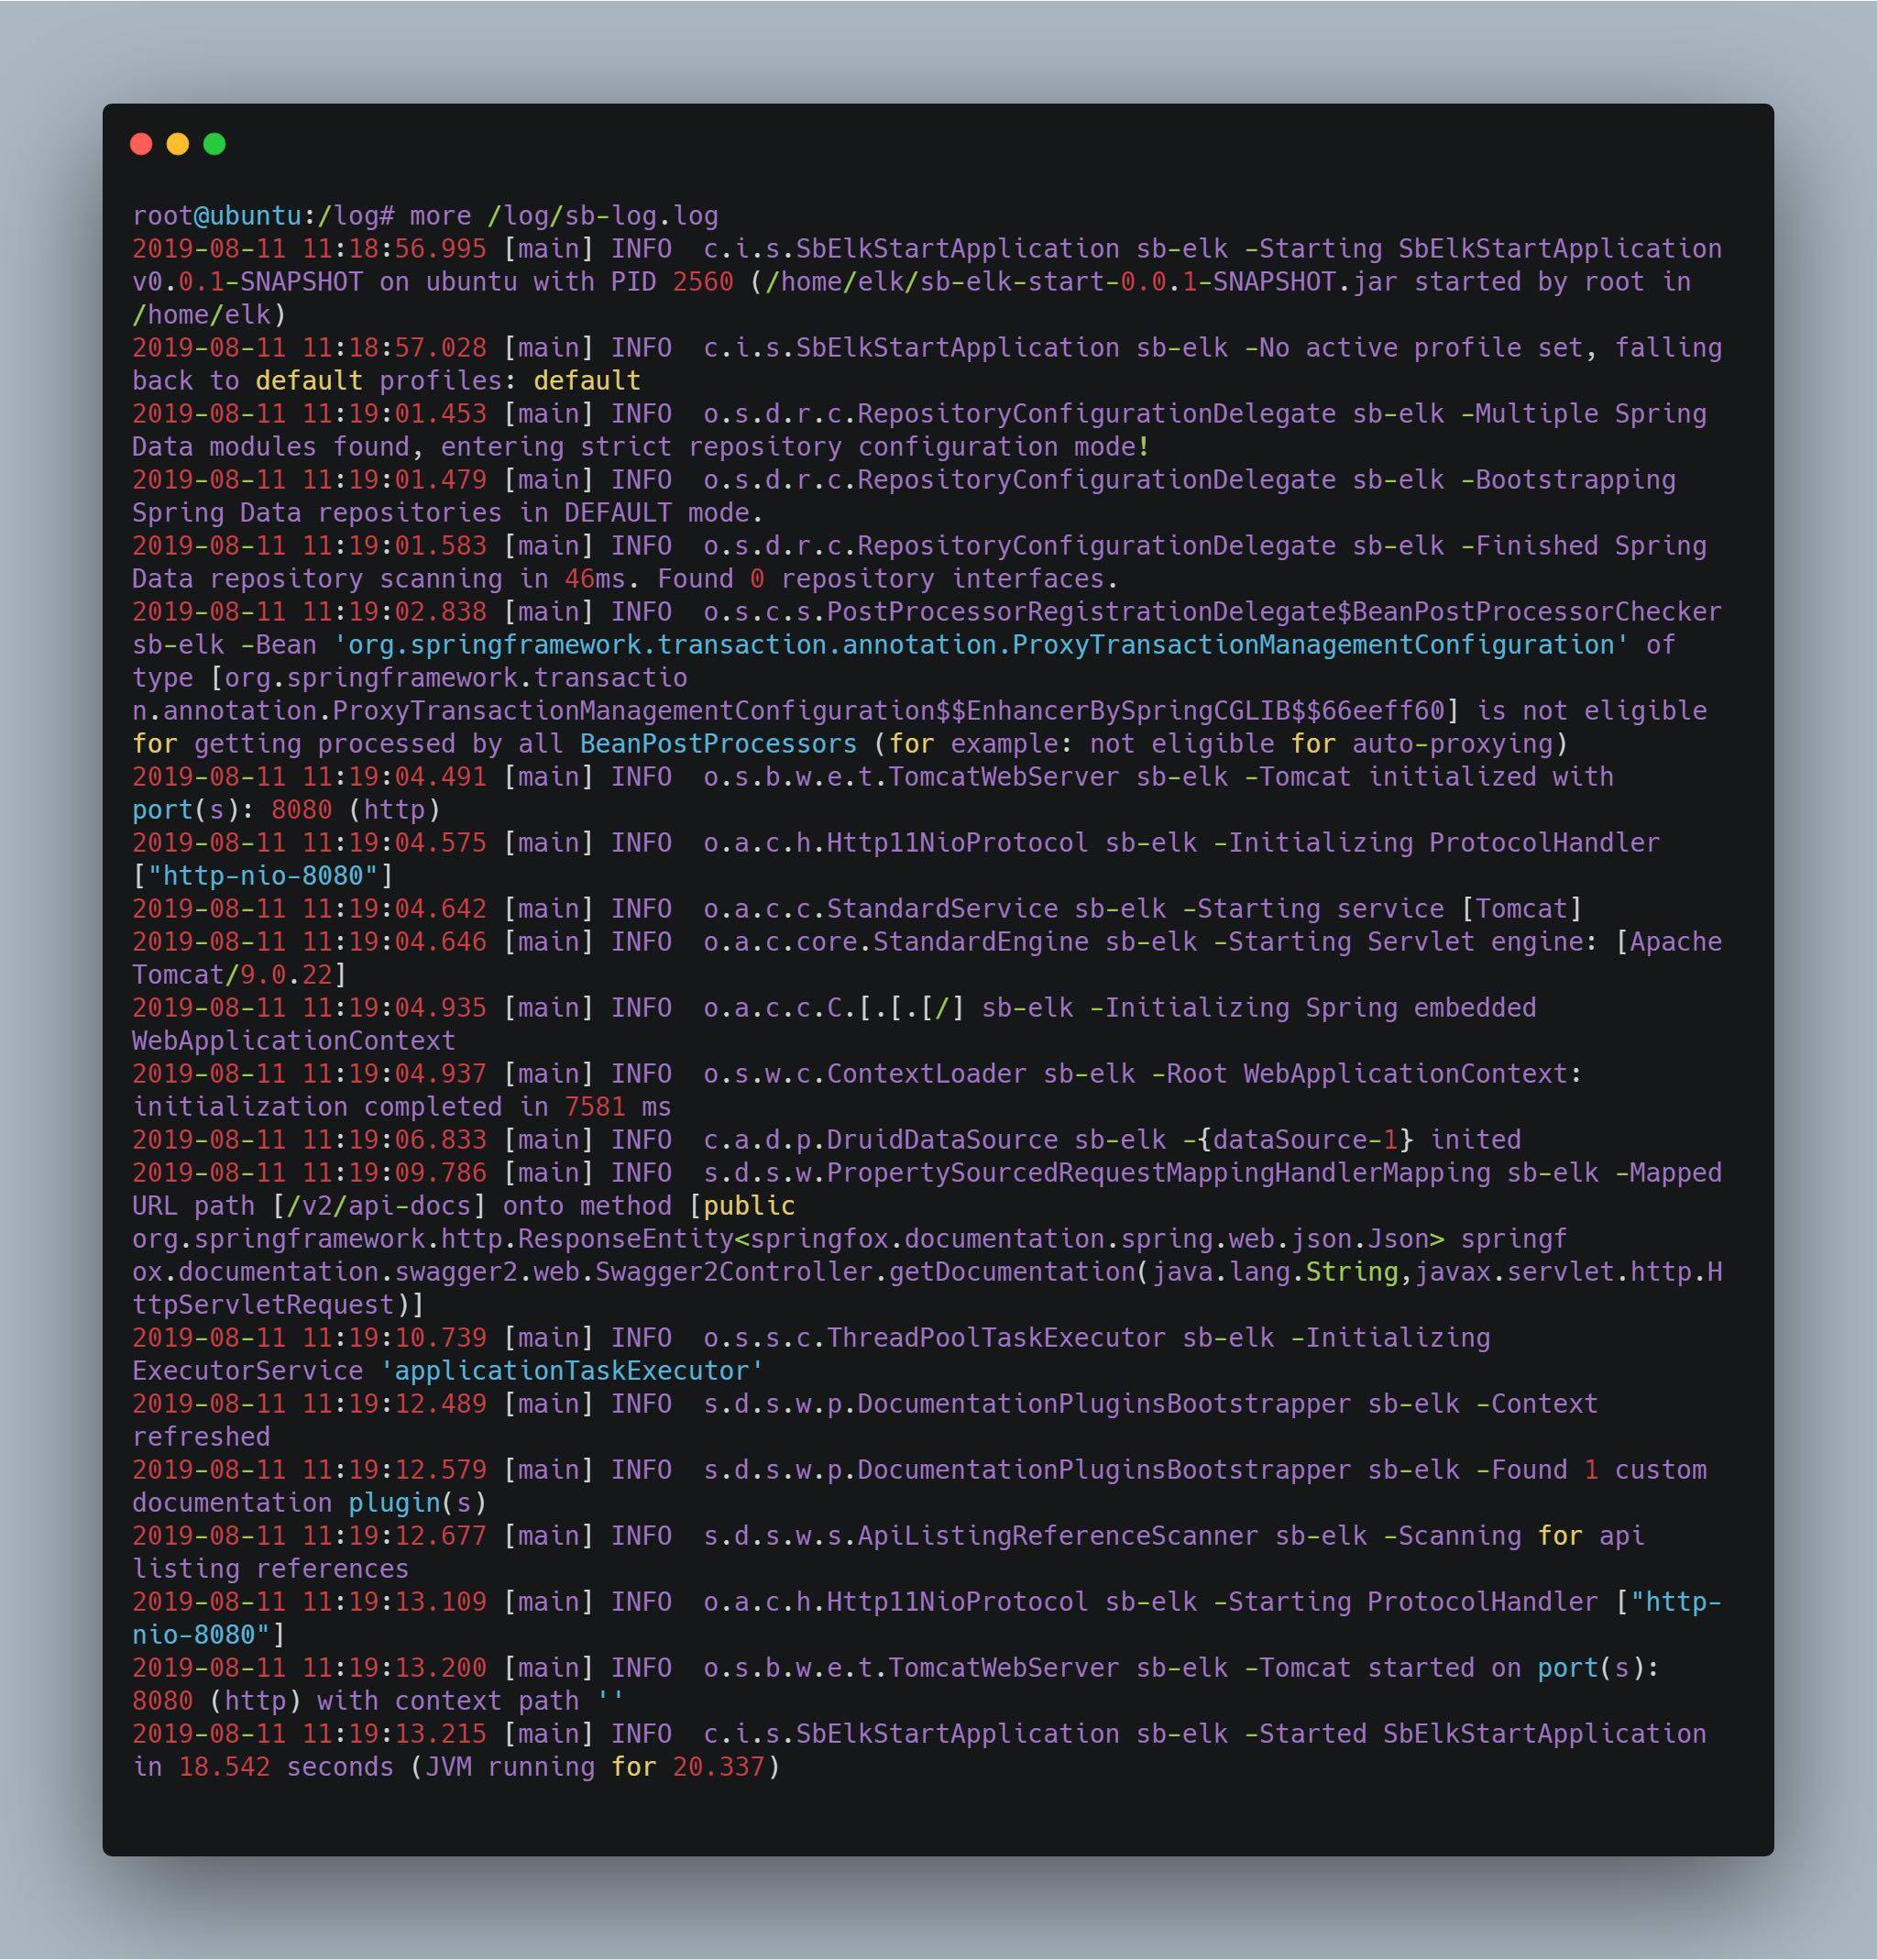 root@ubuntu:/log# more /log/sb-log.log
2019-08-11 11:18:56.995 [main] INFO  c.i.s.SbElkStartApplication sb-elk -Starting SbElkStartApplication
v0.0.1-SNAPSHOT on ubuntu with PID 2560 (/home/elk/sb-elk-start-0.0.1-SNAPSHOT.jar started by root in
/home/elk)
2019-08-11 11:18:57.028 [main] INFO  c.i.s.SbElkStartApplication sb-elk -No active profile set, falling
back to default profiles: default
2019-08-11 11:19:01.453 [main] INFO  o.s.d.r.c.RepositoryConfigurationDelegate sb-elk -Multiple Spring
Data modules found, entering strict repository configuration mode!
2019-08-11 11:19:01.479 [main] INFO  o.s.d.r.c.RepositoryConfigurationDelegate sb-elk -Bootstrapping
Spring Data repositories in DEFAULT mode.
2019-08-11 11:19:01.583 [main] INFO  o.s.d.r.c.RepositoryConfigurationDelegate sb-elk -Finished Spring
Data repository scanning in 46ms. Found 0 repository interfaces.
2019-08-11 11:19:02.838 [main] INFO  o.s.c.s.PostProcessorRegistrationDelegate$BeanPostProcessorChecker
sb-elk -Bean 'org.springframework.transaction.annotation.ProxyTransactionManagementConfiguration' of
type [org.springframework.transactio
n.annotation.ProxyTransactionManagementConfiguration$$EnhancerBySpringCGLIB$$66eeff60] is not eligible
for getting processed by all BeanPostProcessors (for example: not eligible for auto-proxying)
2019-08-11 11:19:04.491 [main] INFO  o.s.b.w.e.t.TomcatWebServer sb-elk -Tomcat initialized with
port(s): 8080 (http)
2019-08-11 11:19:04.575 [main] INFO  o.a.c.h.Http11NioProtocol sb-elk -Initializing ProtocolHandler
["http-nio-8080"]
2019-08-11 11:19:04.642 [main] INFO  o.a.c.c.StandardService sb-elk -Starting service [Tomcat]
2019-08-11 11:19:04.646 [main] INFO  o.a.c.core.StandardEngine sb-elk -Starting Servlet engine: [Apache
Tomcat/9.0.22]
2019-08-11 11:19:04.935 [main] INFO  o.a.c.c.C.[.[.[/] sb-elk -Initializing Spring embedded
WebApplicationContext
2019-08-11 11:19:04.937 [main] INFO  o.s.w.c.ContextLoader sb-elk -Root WebApplicationContext:
initialization completed in 7581 ms
2019-08-11 11:19:06.833 [main] INFO  c.a.d.p.DruidDataSource sb-elk -{dataSource-1} inited
2019-08-11 11:19:09.786 [main] INFO  s.d.s.w.PropertySourcedRequestMappingHandlerMapping sb-elk -Mapped
URL path [/v2/api-docs] onto method [public
org.springframework.http.ResponseEntity<springfox.documentation.spring.web.json.Json> springf
ox.documentation.swagger2.web.Swagger2Controller.getDocumentation(java.lang.String,javax.servlet.http.H
ttpServletRequest)]
2019-08-11 11:19:10.739 [main] INFO  o.s.s.c.ThreadPoolTaskExecutor sb-elk -Initializing
ExecutorService 'applicationTaskExecutor'
2019-08-11 11:19:12.489 [main] INFO  s.d.s.w.p.DocumentationPluginsBootstrapper sb-elk -Context
refreshed
2019-08-11 11:19:12.579 [main] INFO  s.d.s.w.p.DocumentationPluginsBootstrapper sb-elk -Found 1 custom
documentation plugin(s)
2019-08-11 11:19:12.677 [main] INFO  s.d.s.w.s.ApiListingReferenceScanner sb-elk -Scanning for api
listing references
2019-08-11 11:19:13.109 [main] INFO  o.a.c.h.Http11NioProtocol sb-elk -Starting ProtocolHandler ["http-
nio-8080"]
2019-08-11 11:19:13.200 [main] INFO  o.s.b.w.e.t.TomcatWebServer sb-elk -Tomcat started on port(s):
8080 (http) with context path ''
2019-08-11 11:19:13.215 [main] INFO  c.i.s.SbElkStartApplication sb-elk -Started SbElkStartApplication
in 18.542 seconds (JVM running for 20.337)